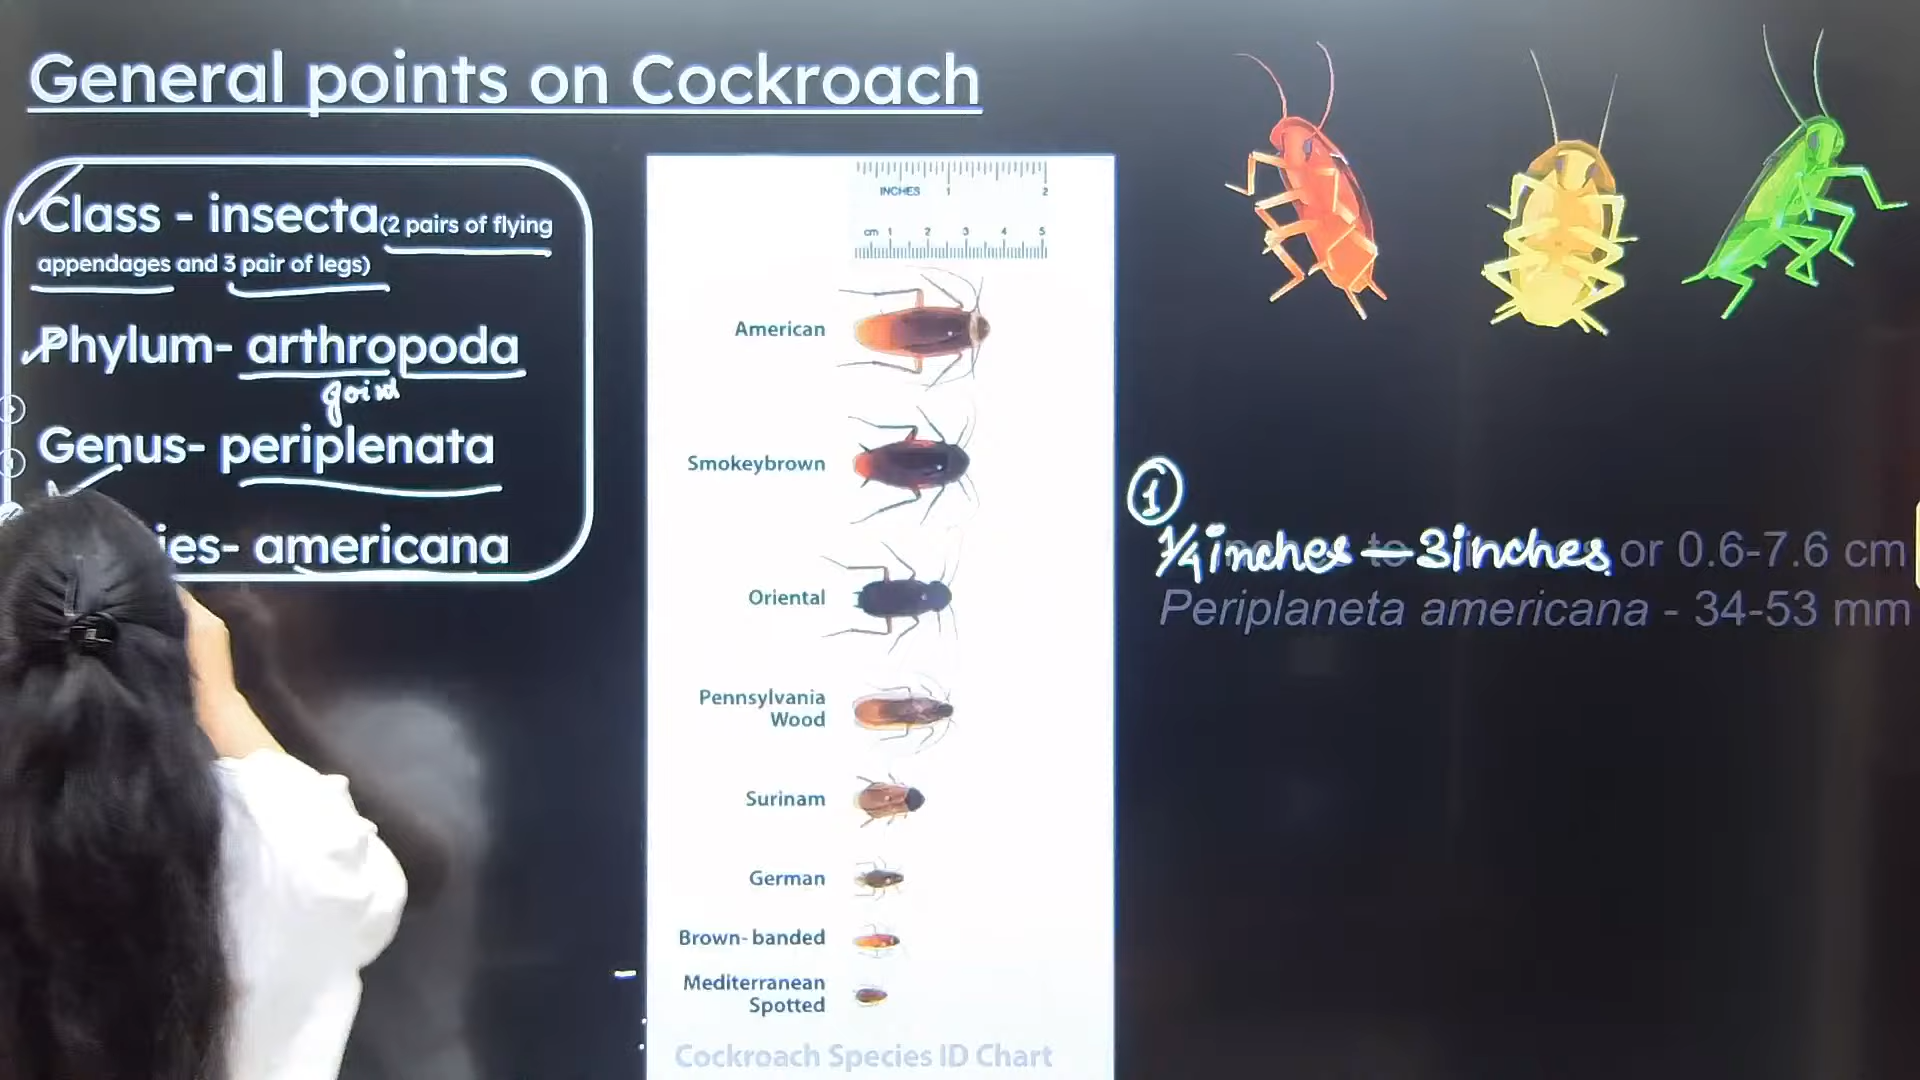 General points on Cockroach
Class - insecta(2 pairs of flying
appendages and 3 pair of legs)
Phylum- arthropoda
Genus- periplenata
ies- americana
INCHES 1 2
cm 1 2 3 4 5
American
Smokeybrown
Oriental
Pennsylvania
Wood
Surinam
German
Brown-banded
Mediterranean
Spotted
Cockroach Species ID Chart
1
1/4 inches - 3 inches or 0.6-7.6 cm
Periplaneta americana - 34-53 mm